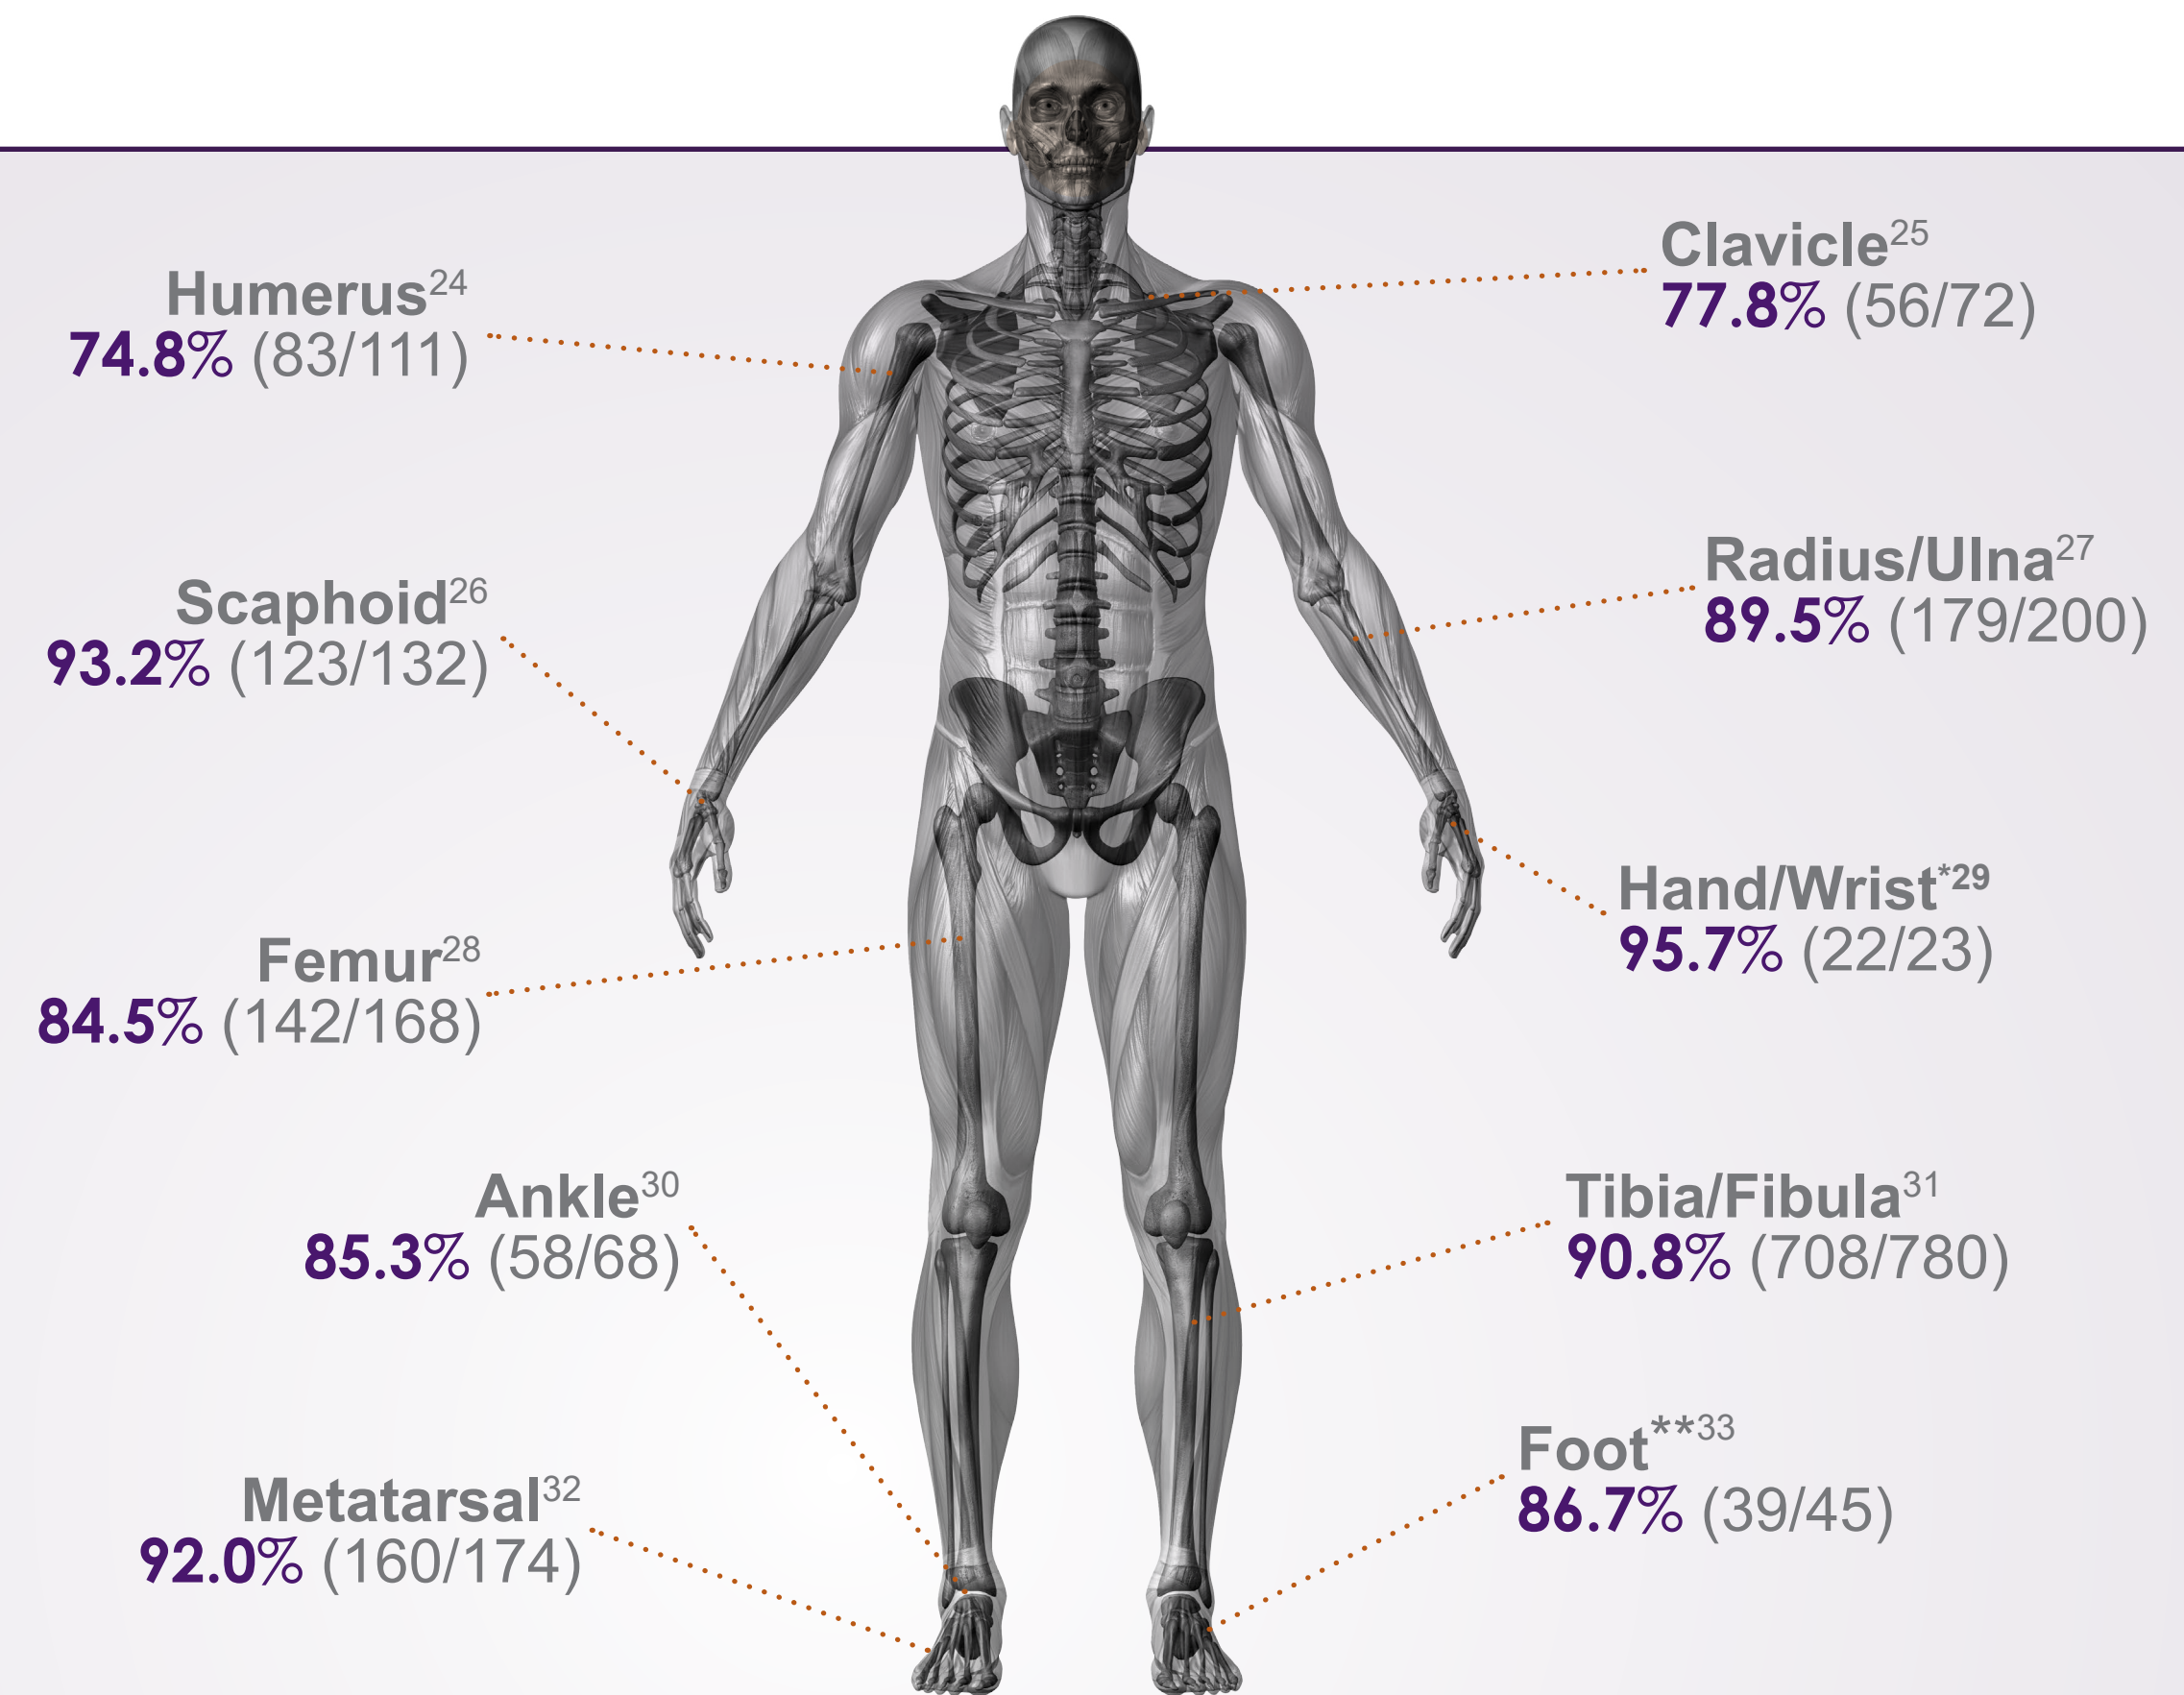 Humerus24
74.8% (83/111)
Clavicle25
77.8% (56/72)
Scaphoid26
93.2% (123/132)
Radius/Ulna27
89.5% (179/200)
Femur28
84.5% (142/168)
Hand/Wrist*29
95.7% (22/23)
Ankle30
85.3% (58/68)
Tibia/Fibula31
90.8% (708/780)
Metatarsal32
92.0% (160/174)
Foot**33
86.7% (39/45)